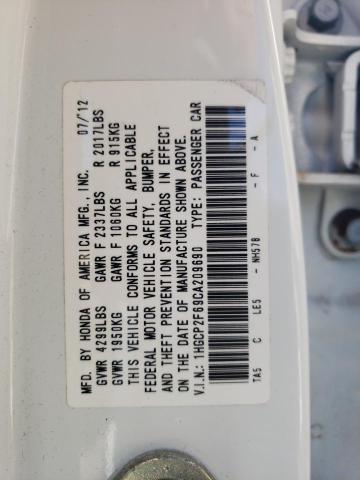 MFD. BY HONDA OF AMERICA MFG., INC. 07/12
GVWR 4299LBS GAWR F 2337LBS R 2017LBS
GVWR 1950KG GAWR F 1060KG R 915KG
THIS VEHICLE CONFORMS TO ALL APPLICABLE
FEDERAL MOTOR VEHICLE SAFETY, BUMPER,
AND THEFT PREVENTION STANDARDS IN EFFECT
ON THE DATE OF MANUFACTURE SHOWN ABOVE.
V.I.N.: 1HGCP2F69CA209690 TYPE: PASSENGER CAR
TA5 C LE5 - NH578 - F - A